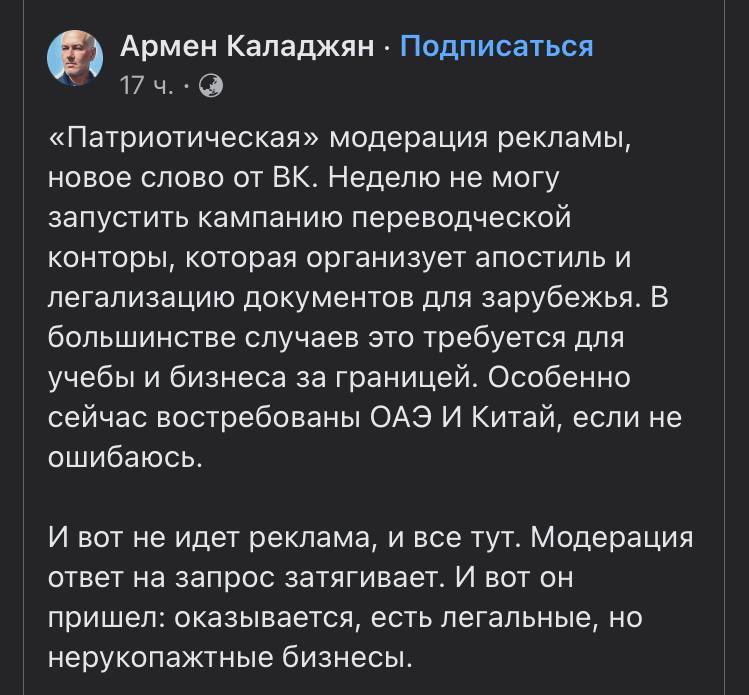 Армен Каладжян · Подписаться
17 ч. ·
«Патриотическая» модерация рекламы,
новое слово от ВК. Неделю не могу
запустить кампанию переводческой
конторы, которая организует апостиль и
легализацию документов для зарубежья. В
большинстве случаев это требуется для
учебы и бизнеса за границей. Особенно
сейчас востребованы ОАЭ И Китай, если не
ошибаюсь.
И вот не идет реклама, и все тут. Модерация
ответ на запрос затягивает. И вот он
пришел: оказывается, есть легальные, но
нерукопажтные бизнесы.